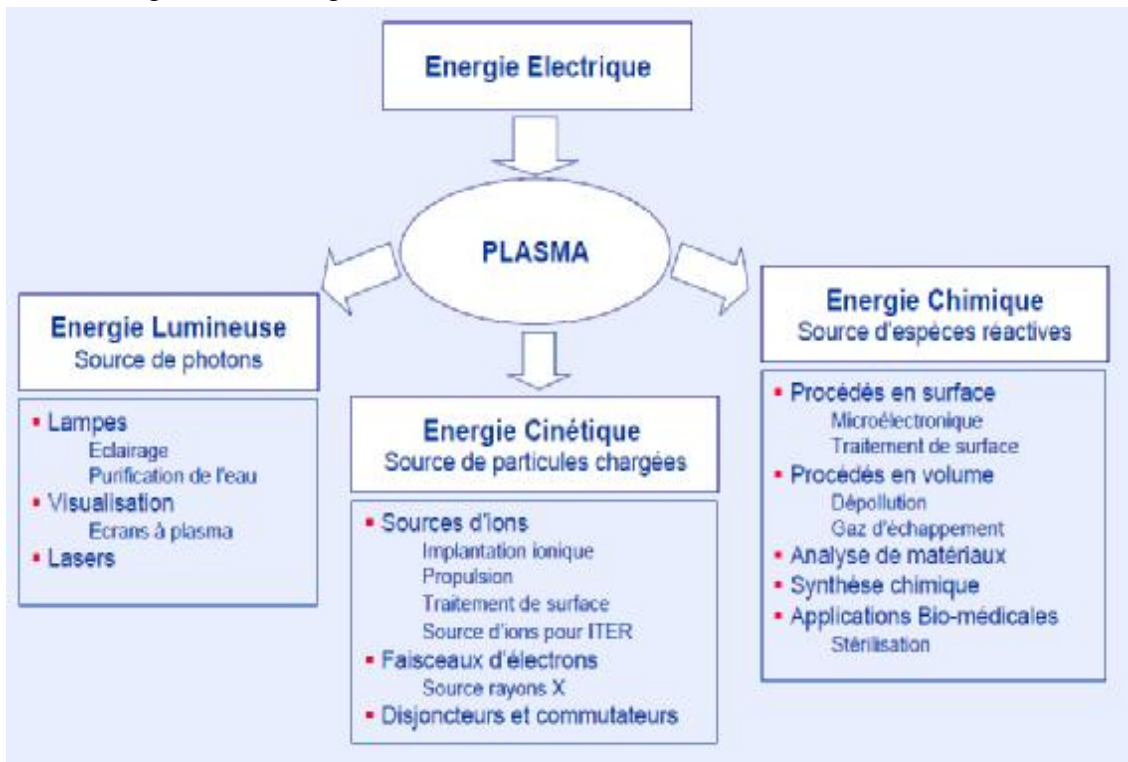 Energie Electrique
PLASMA
Energie Lumineuse
Source de photons
▪ Lampes
Eclairage
Purification de l'eau
▪ Visualisation
Ecrans à plasma
▪ Lasers
Energie Cinétique
Source de particules chargées
▪ Sources d'ions
Implantation ionique
Propulsion
Traitement de surface
Source d'ions pour ITER
▪ Faisceaux d'électrons
Source rayons X
▪ Disjoncteurs et commutateurs
Energie Chimique
Source d'espèces réactives
▪ Procédés en surface
Microélectronique
Traitement de surface
▪ Procédés en volume
Dépollution
Gaz d'échappement
▪ Analyse de matériaux
▪ Synthèse chimique
▪ Applications Bio-médicales
Stérilisation